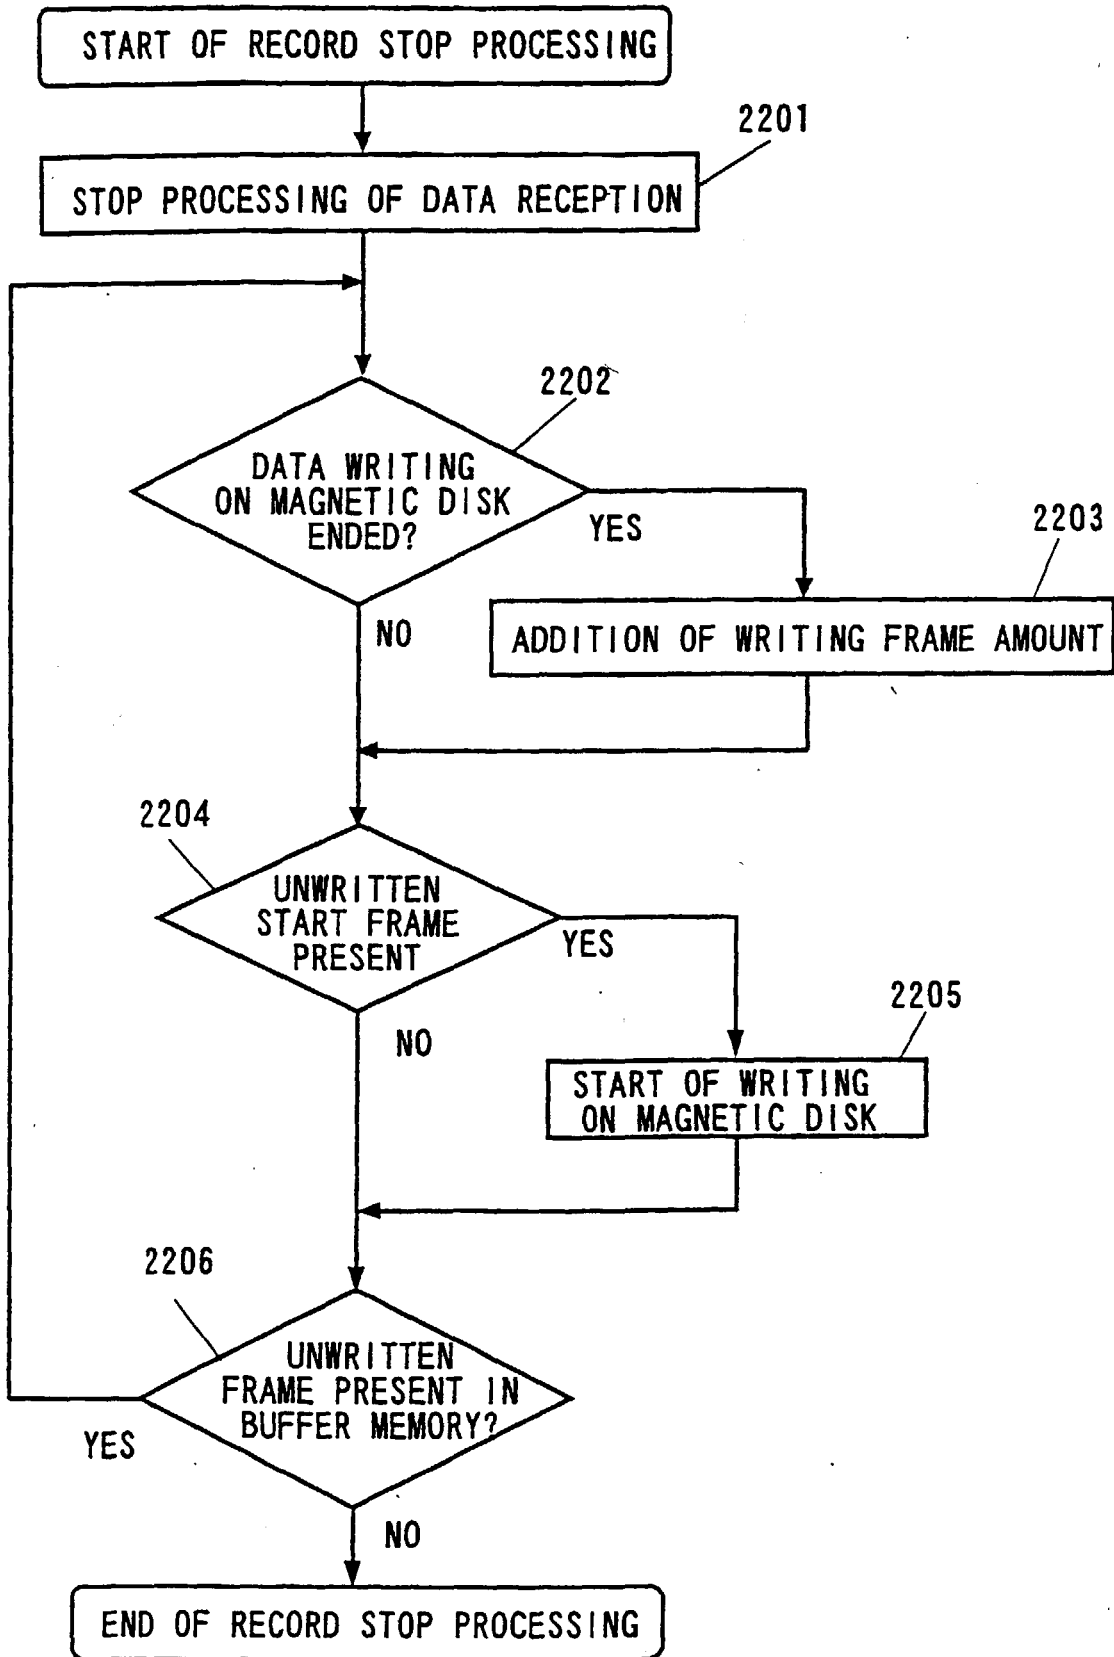 START OF RECORD STOP PROCESSING
2201
STOP PROCESSING OF DATA RECEPTION
2202
DATA WRITING
ON MAGNETIC DISK
ENDED?
YES
2203
ADDITION OF WRITING FRAME AMOUNT
NO
2204
UNWRITTEN
START FRAME
PRESENT
YES
2205
START OF WRITING
ON MAGNETIC DISK
NO
2206
UNWRITTEN
FRAME PRESENT IN
BUFFER MEMORY?
YES
NO
END OF RECORD STOP PROCESSING